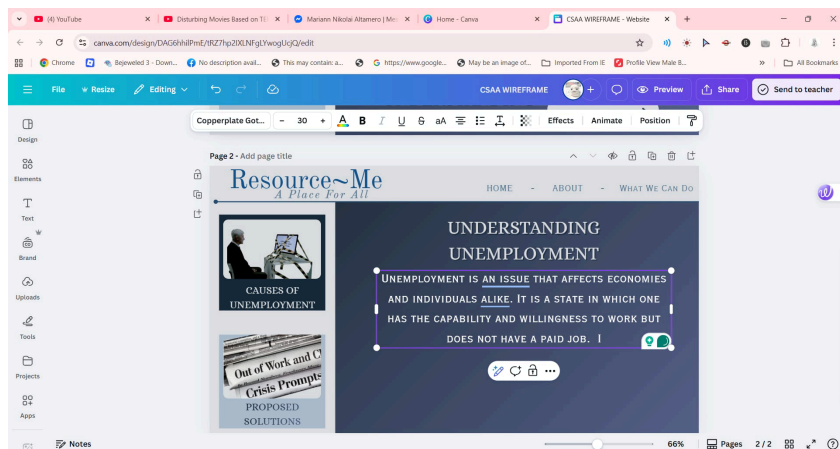 (4) YouTube
Disturbing Movies Based on TE
Mariann Nikolai Altamero | Mes
Home - Canva
CSAA WIREFRAME - Website
canva.com/design/DAG6hhilPmE/tRZ7hp2IXLNFgLYwogUcjQ/edit
Chrome
Bejeweled 3 - Down...
No description avail...
This may contain: a...
https://www.google...
May be an image of...
Imported From IE
Profile View Male B...
All Bookmarks
File
Resize
Editing
CSAA WIREFRAME
Preview
Share
Send to teacher
Copperplate Got...
– 30 +
A B I U S aA
Effects
Animate
Position
Design
Elements
Text
Brand
Uploads
Tools
Projects
Apps
Page 2 - Add page title
Resource~Me
A Place For All
HOME - ABOUT - WHAT WE CAN DO
CAUSES OF
UNEMPLOYMENT
Out of Work and C
Crisis Prompts
PROPOSED
SOLUTIONS
UNDERSTANDING
UNEMPLOYMENT
UNEMPLOYMENT IS AN ISSUE THAT AFFECTS ECONOMIES
AND INDIVIDUALS ALIKE. IT IS A STATE IN WHICH ONE
HAS THE CAPABILITY AND WILLINGNESS TO WORK BUT
DOES NOT HAVE A PAID JOB.
Notes
66%
Pages
2 / 2